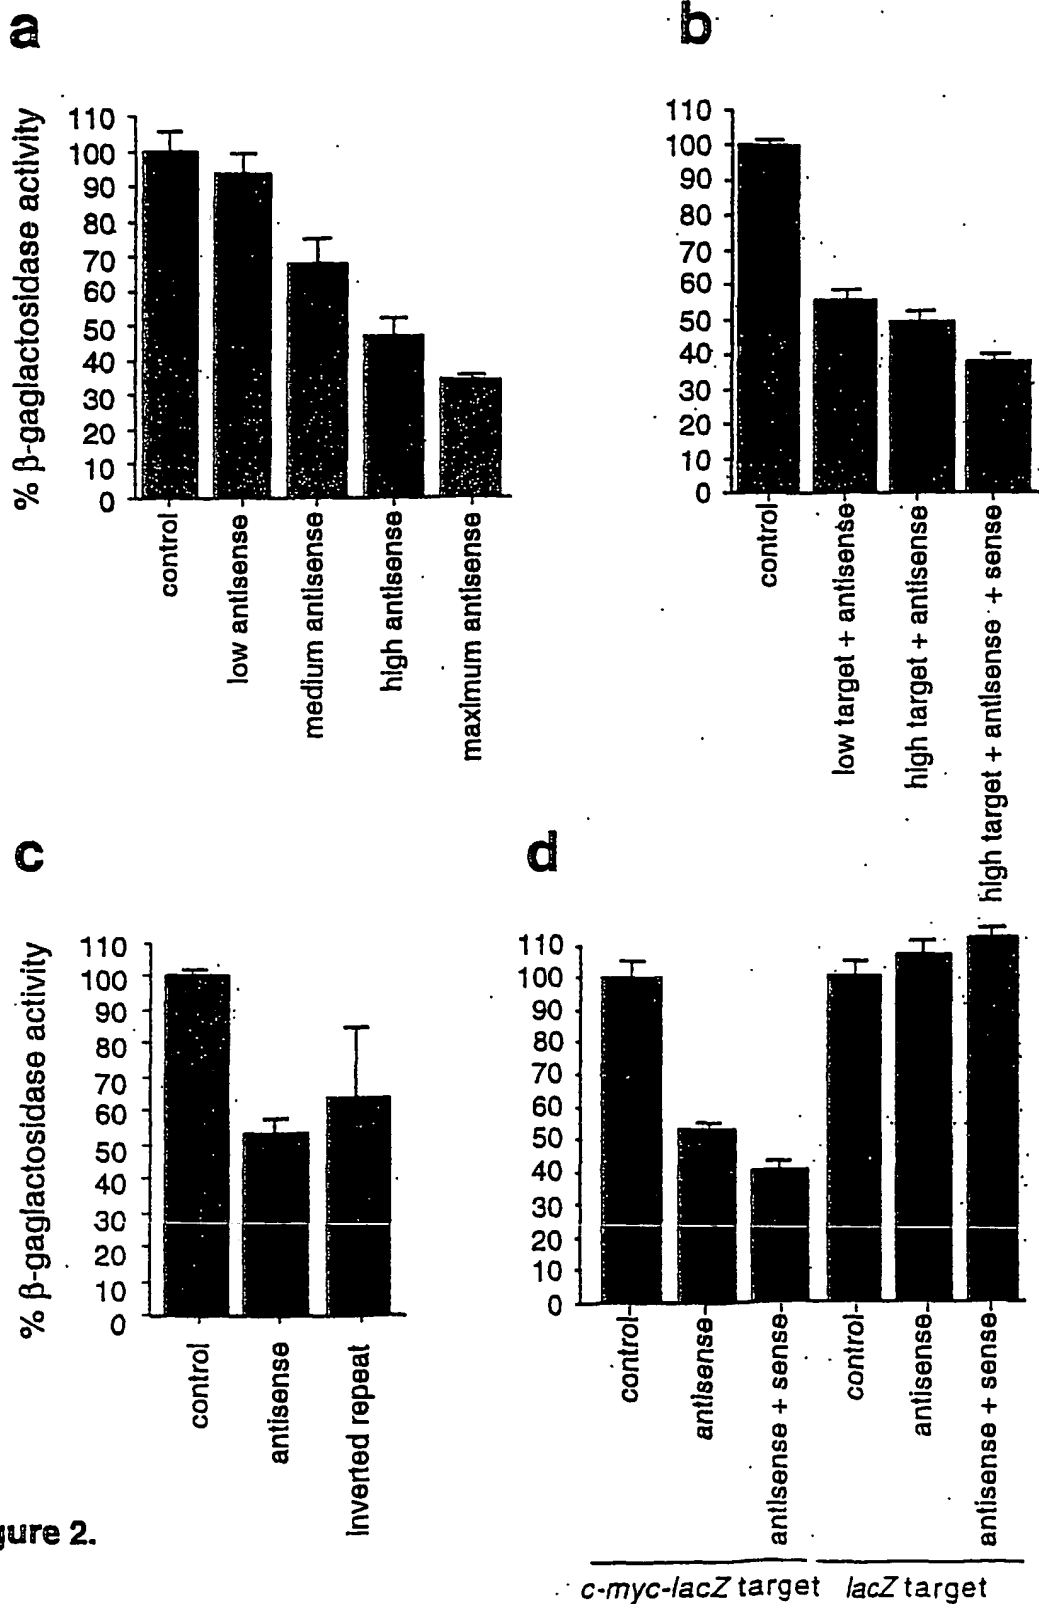 a
% β-gaglactosidase activity
110
100
90
80
70
60
50
40
30
20
10
0
control
low antisense
medium antisense
high antisense
maximum antisense
b
110
100
90
80
70
60
50
40
30
20
10
0
control
low target + antisense
high target + antisense
high target + antisense + sense
c
% β-gaglactosidase activity
110
100
90
80
70
60
50
40
30
20
10
0
control
antisense
Inverted repeat
d
110
100
90
80
70
60
50
40
30
20
10
0
control
antisense
antisense + sense
control
antisense
antisense + sense
c-myc-lacZ target
lacZ target
gure 2.